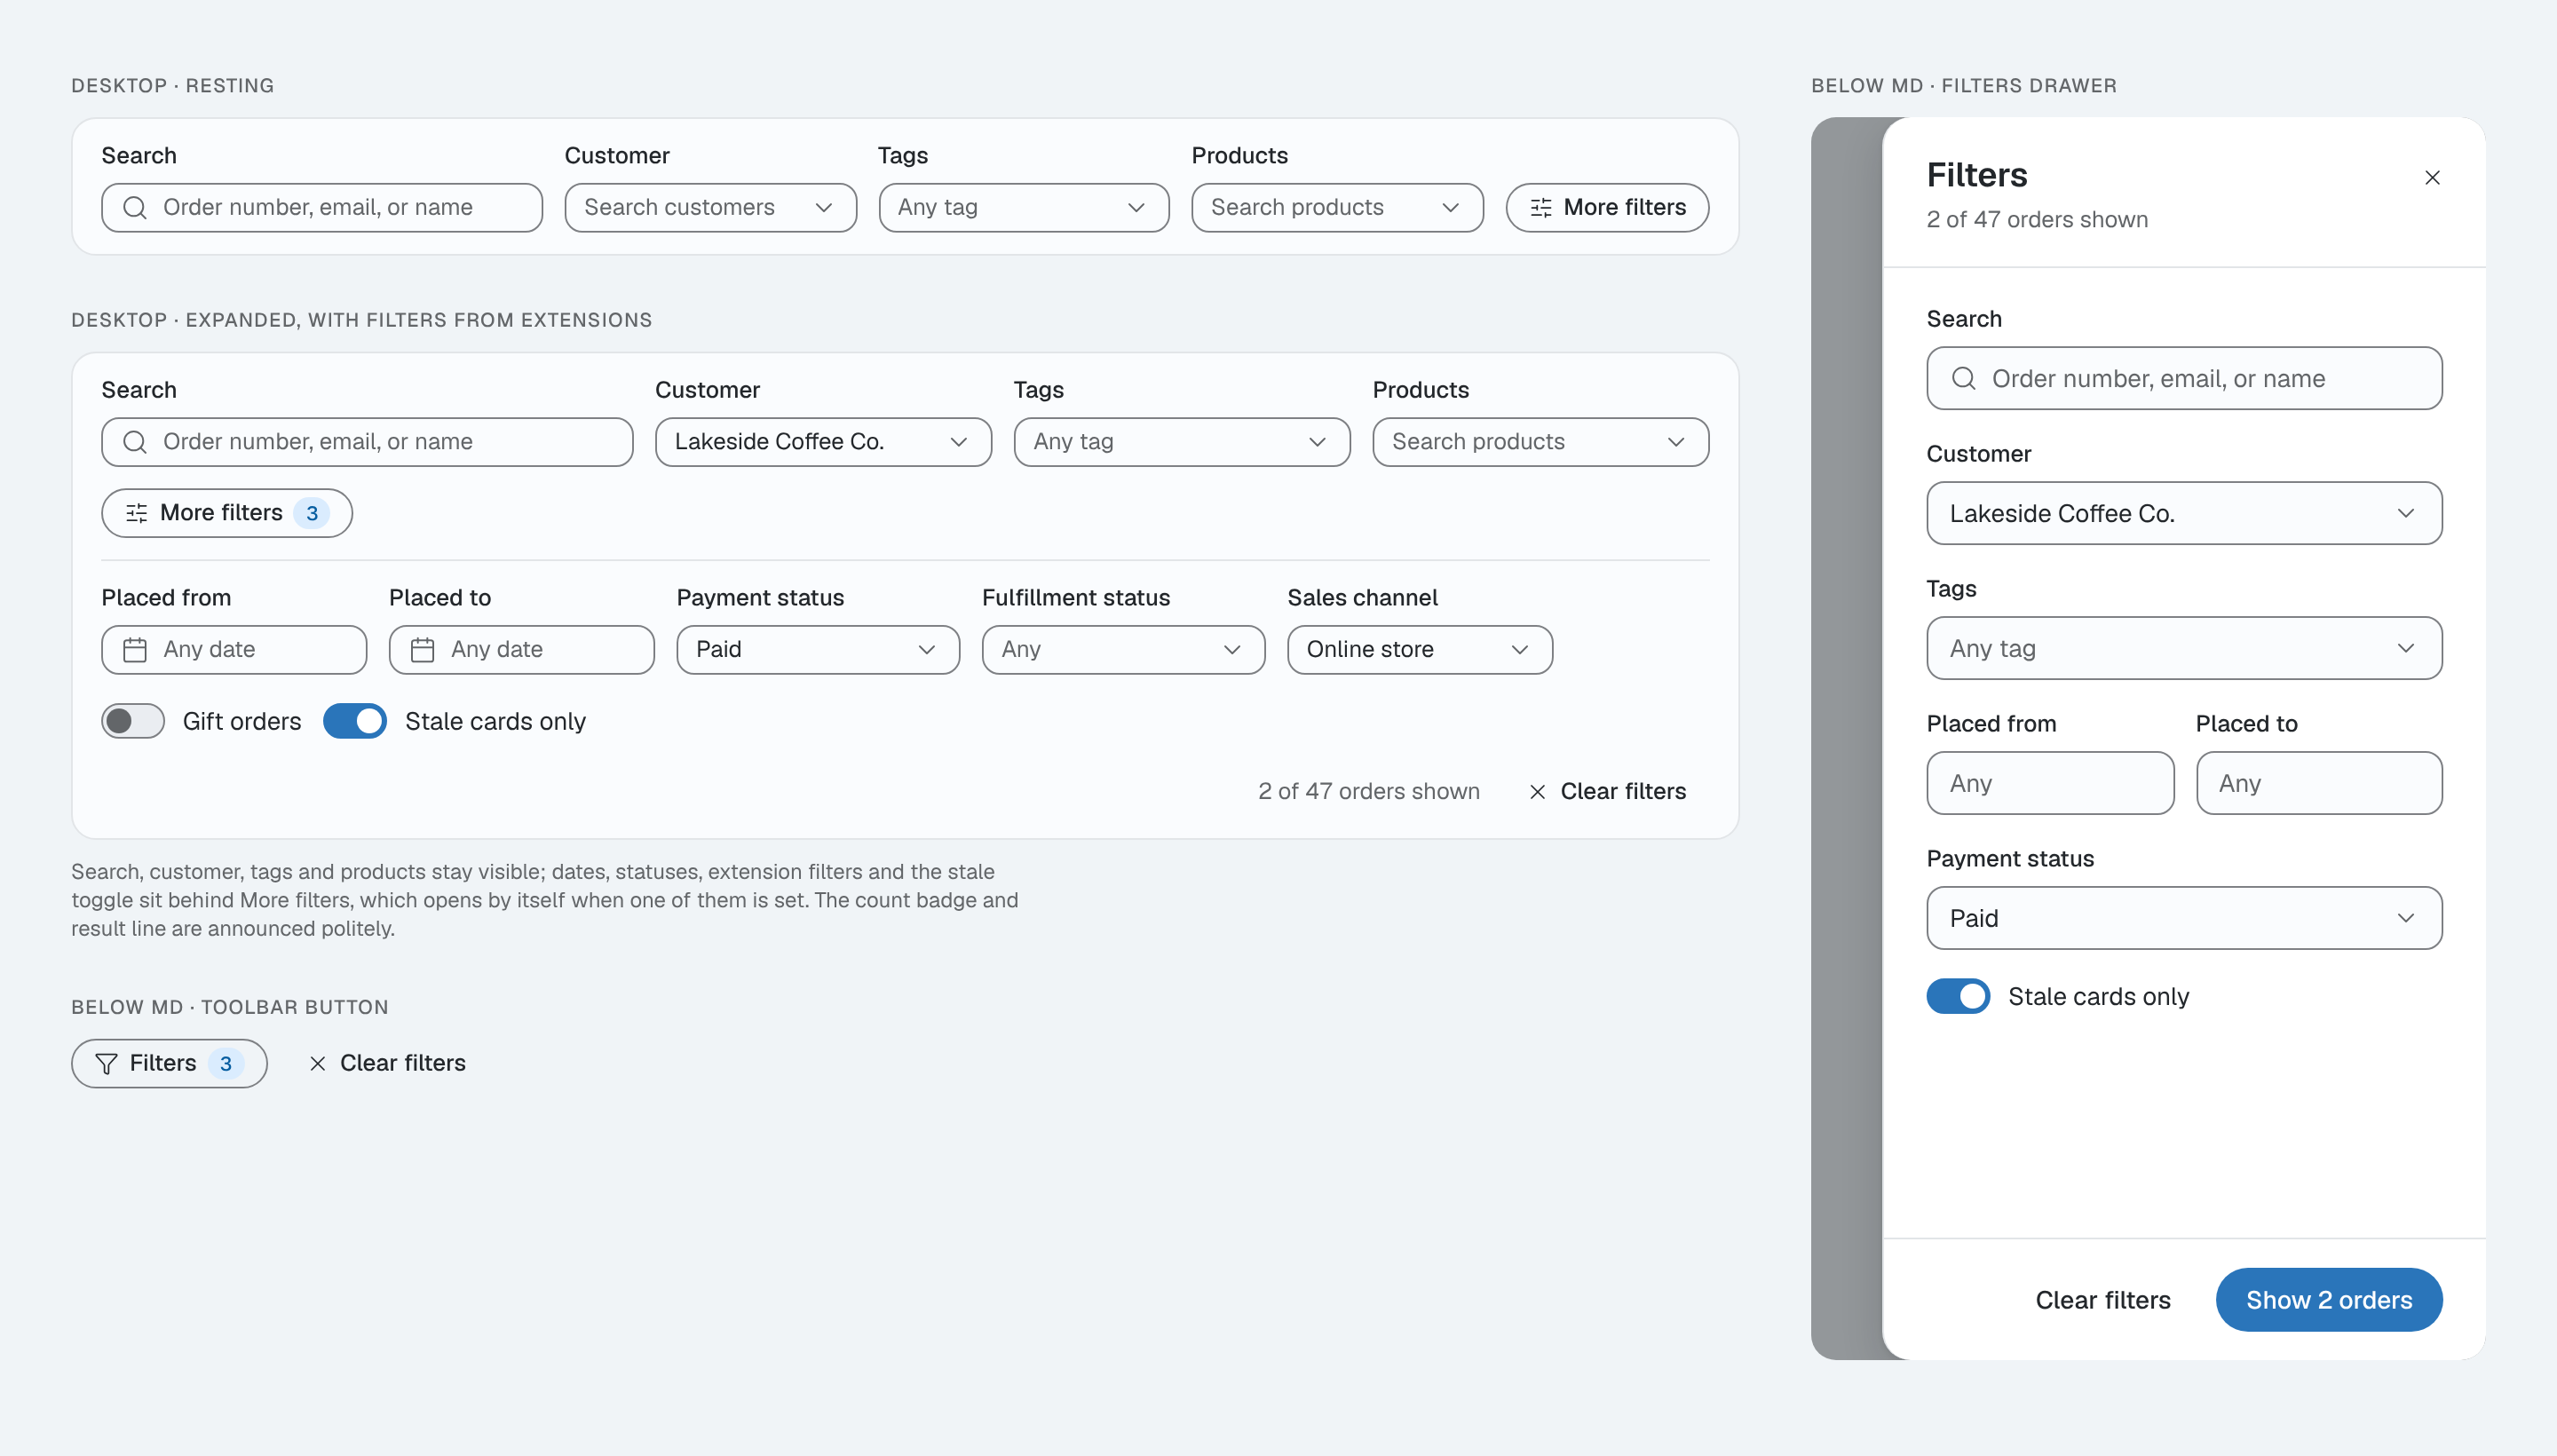 DESKTOP · RESTING
Search
Customer
Tags
Products
Order number, email, or name
Search customers
Any tag
Search products
More filters
DESKTOP · EXPANDED, WITH FILTERS FROM EXTENSIONS
Search
Customer
Tags
Products
Order number, email, or name
Lakeside Coffee Co.
Any tag
Search products
More filters 3
Placed from
Placed to
Payment status
Fulfillment status
Sales channel
Any date
Any date
Paid
Any
Online store
Gift orders
Stale cards only
2 of 47 orders shown
Clear filters
Search, customer, tags and products stay visible; dates, statuses, extension filters and the stale
toggle sit behind More filters, which opens by itself when one of them is set. The count badge and
result line are announced politely.
BELOW MD · TOOLBAR BUTTON
Filters 3
Clear filters
BELOW MD · FILTERS DRAWER
Filters
2 of 47 orders shown
Search
Order number, email, or name
Customer
Lakeside Coffee Co.
Tags
Any tag
Placed from
Placed to
Any
Any
Payment status
Paid
Stale cards only
Clear filters
Show 2 orders